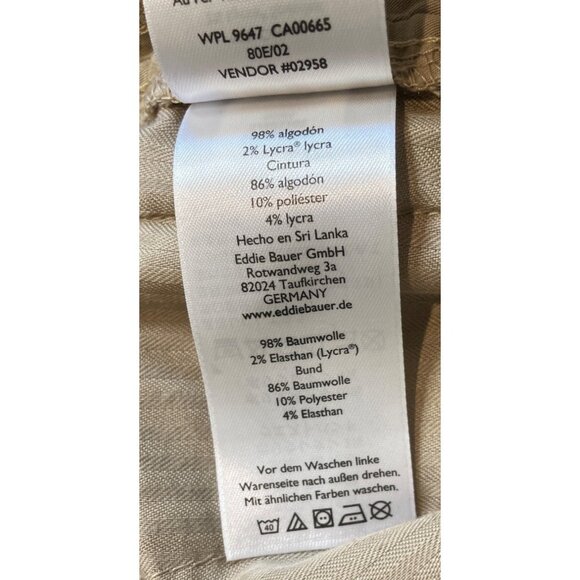 WPL 9647 CA00665
80E/02
VENDOR #02958
98% algodón
2% Lycra® lycra
Cintura
86% algodón
10% poliéster
4% lycra
Hecho en Sri Lanka
Eddie Bauer GmbH
Rotwandweg 3a
82024 Taufkirchen
GERMANY
www.eddiebauer.de
98% Baumwolle
2% Elasthan (Lycra®)
Bund
86% Baumwolle
10% Polyester
4% Elasthan
Vor dem Waschen linke
Warenseite nach außen drehen.
Mit ähnlichen Farben waschen.
40